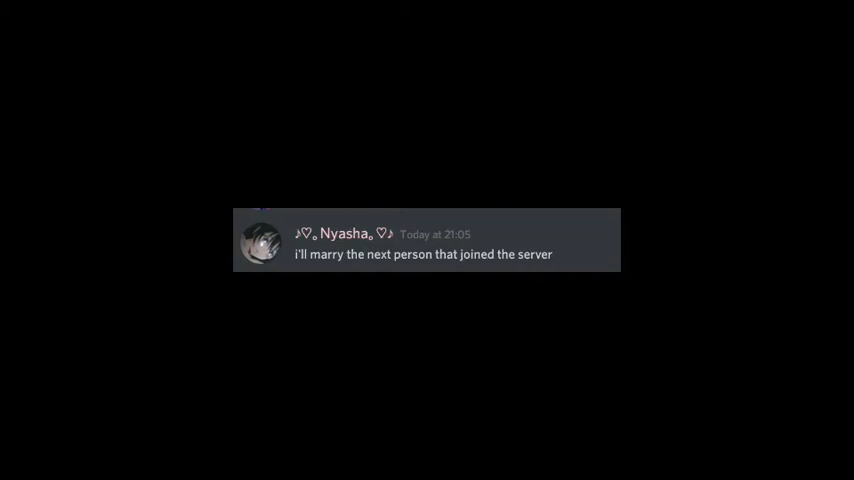 ♪♡。Nyasha。♡♪ Today at 21:05
i'll marry the next person that joined the server